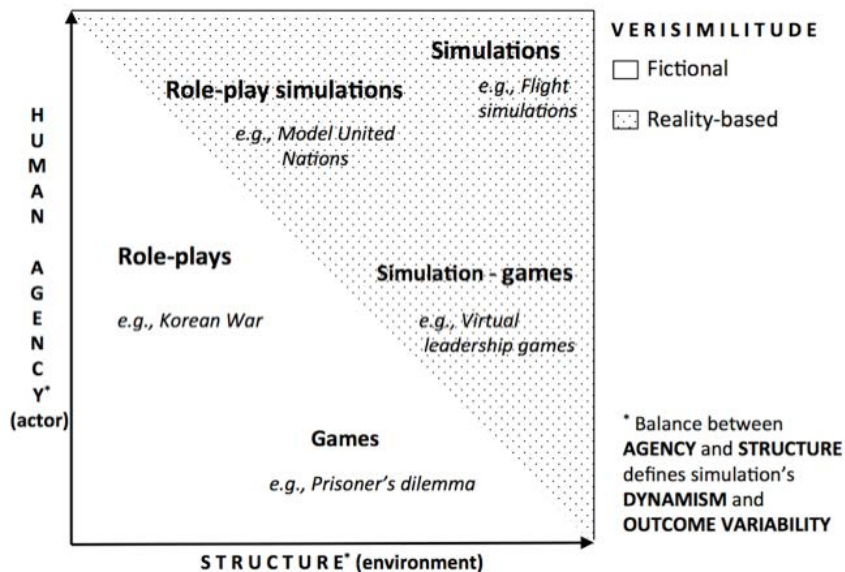 Simulations
e.g., Flight
simulations
Role-play simulations
e.g., Model United
Nations
Role-plays
e.g., Korean War
Simulation - games
e.g., Virtual
leadership games
Games
e.g., Prisoner's dilemma
HUMAN AGENCY*
(actor)
STRUCTURE* (environment)
VERISIMILITUDE
Fictional
Reality-based
* Balance between
AGENCY and STRUCTURE
defines simulation's
DYNAMISM and
OUTCOME VARIABILITY